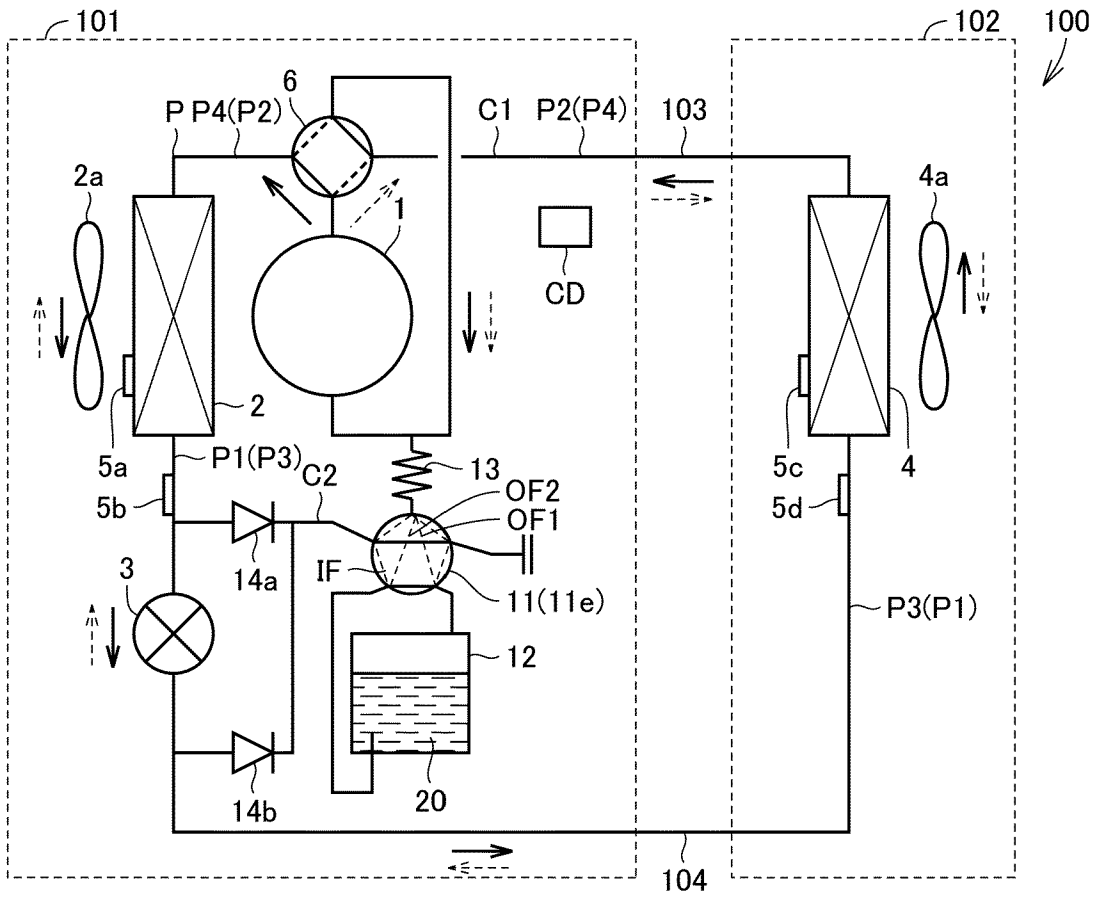 101
102
100
6
P P4(P2)
C1 P2(P4) 103
2a
4a
1
CD
2
4
5a
P1(P3)
13
5c
5b
C2
OF2
5d
OF1
14a
IF
3
11(11e)
P3(P1)
12
20
14b
104